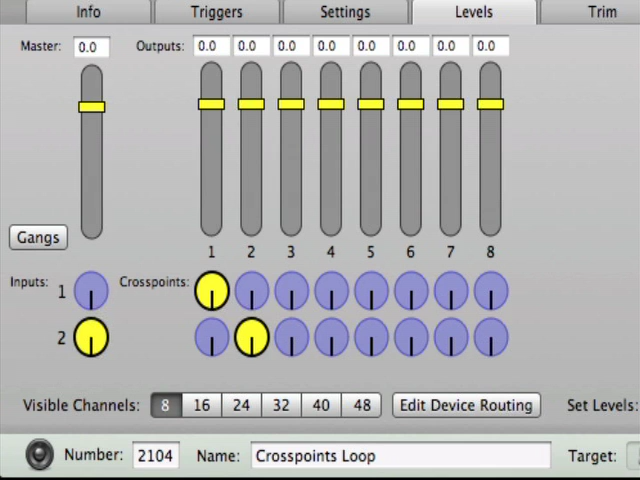 Info Triggers Settings Levels Trim
Master: 0.0 Outputs: 0.0 0.0 0.0 0.0 0.0 0.0 0.0 0.0
Gangs
1 2 3 4 5 6 7 8
Inputs: 1 Crosspoints:
2
Visible Channels: 8 16 24 32 40 48 Edit Device Routing Set Levels:
Number: 2104 Name: Crosspoints Loop Target: